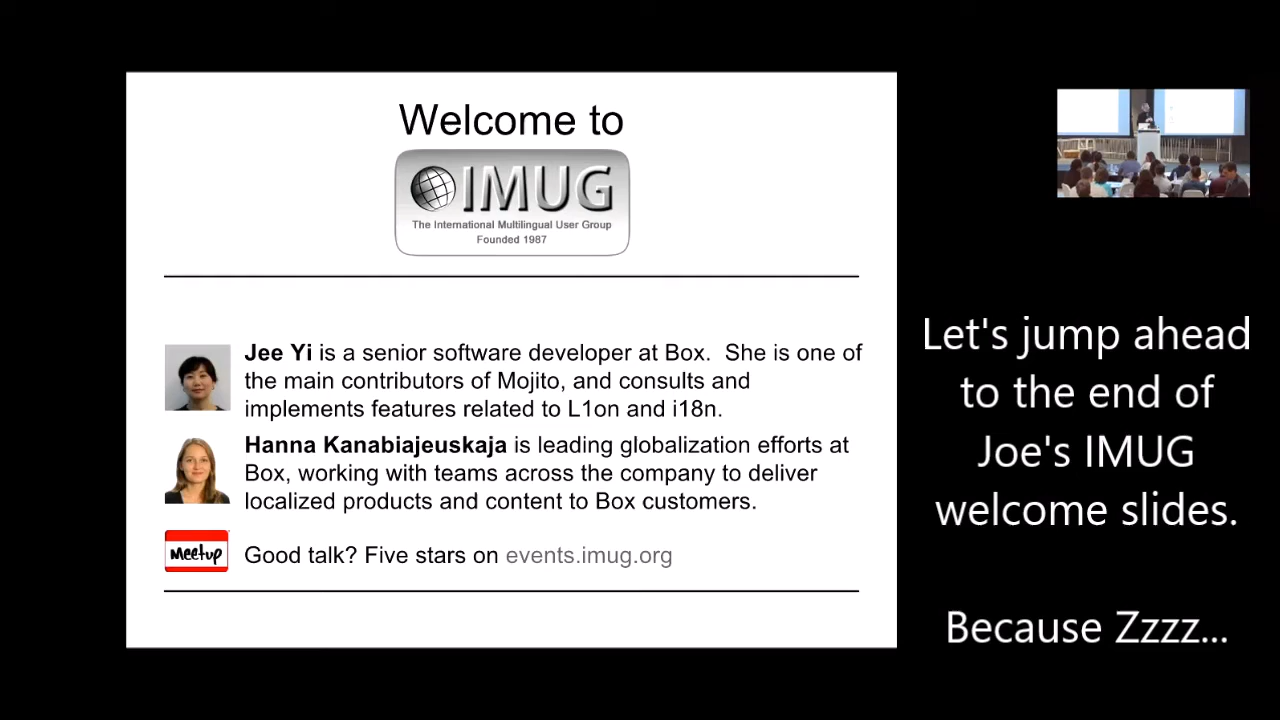 Welcome to
IMUG
The International Multilingual User Group
Founded 1987
Jee Yi is a senior software developer at Box. She is one of
the main contributors of Mojito, and consults and
implements features related to L1on and i18n.
Hanna Kanabiajeuskaja is leading globalization efforts at
Box, working with teams across the company to deliver
localized products and content to Box customers.
Meetup
Good talk? Five stars on events.imug.org
Let's jump ahead
to the end of
Joe's IMUG
welcome slides.
Because Zzzz...